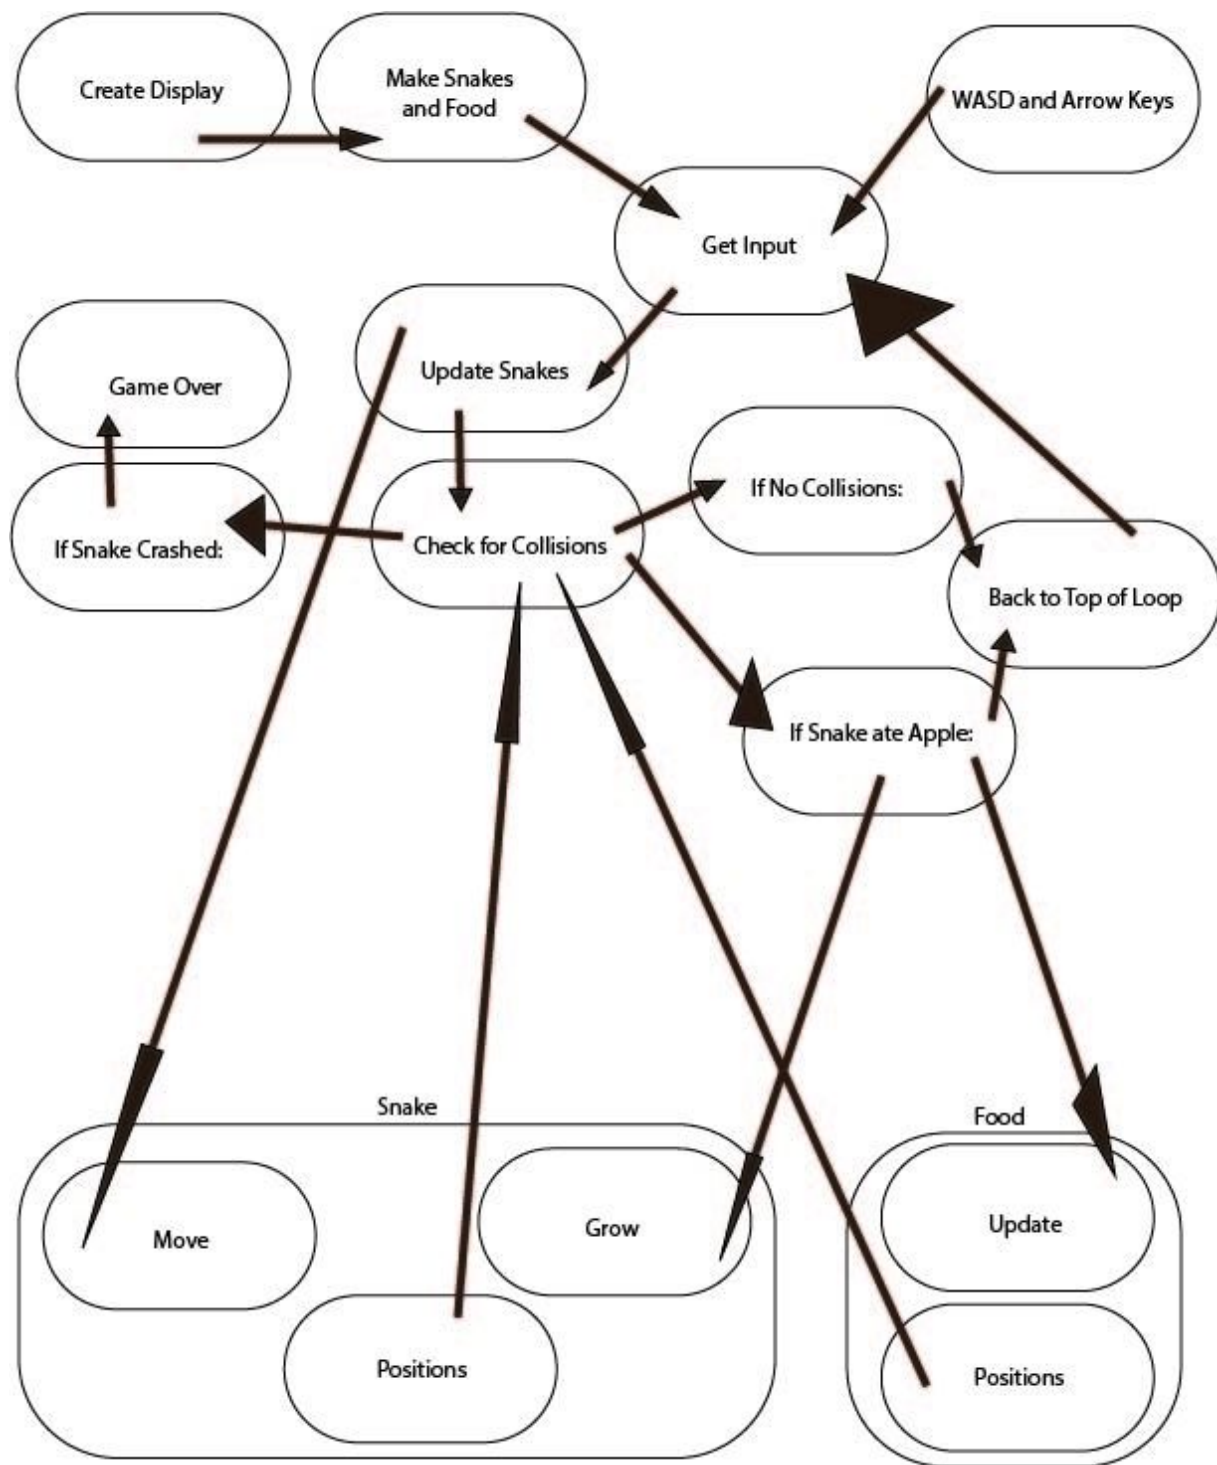 Create Display
Make Snakes
and Food
WASD and Arrow Keys
Get Input
Game Over
Update Snakes
If No Collisions:
If Snake Crashed:
Check for Collisions
Back to Top of Loop
If Snake ate Apple:
Snake
Food
Move
Grow
Update
Positions
Positions